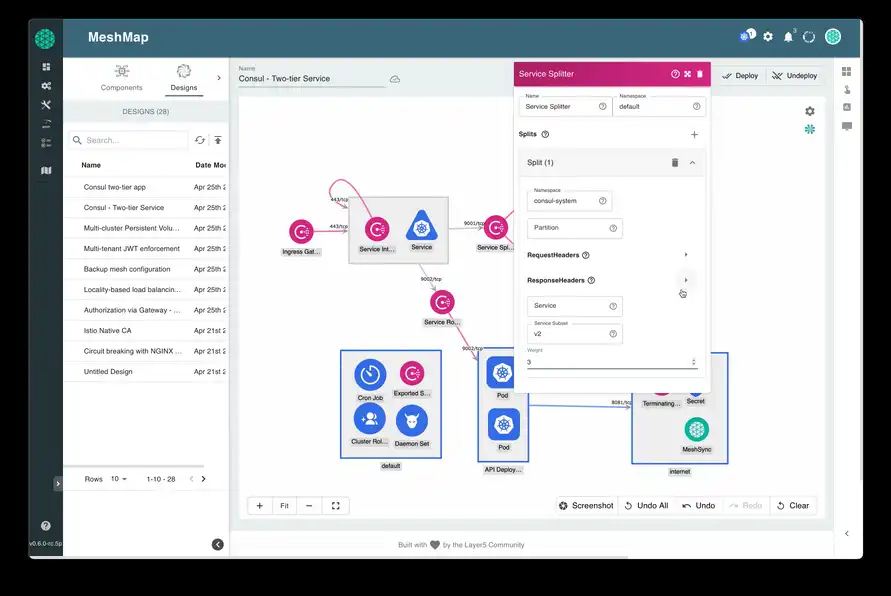 MeshMap
1
3
Components
Designs
DESIGNS (28)
Search...
Name
Date Mo
Consul two-tier app Apr 25th 2
Consul - Two-tier Service Apr 25th 2
Multi-cluster Persistent Volu... Apr 25th 2
Multi-tenant JWT enforcement Apr 25th 2
Backup mesh configuration Apr 25th 2
Locality-based load balancin... Apr 25th 2
Authorization via Gateway - ... Apr 25th 2
Istio Native CA Apr 21st 2
Circuit breaking with NGINX ... Apr 21st 2
Untitled Design Apr 21st 2
Rows 10 1-10 - 28
v0.6.0-rc.5p
Name
Consul - Two-tier Service
Deploy
Undeploy
443/tcp
443/tcp
Ingress Gat...
Service Int...
Service
9001/tcp
Service Spl...
9002/tcp
Service Ro...
9002/tcp
Cron Job
Exported S...
Cluster Rol...
Daemon Set
default
Pod
Pod
API Deploy...
8081/tcp
Terminating...
Secret
MeshSync
internet
Service Splitter
Name
Service Splitter
Namespace
default
Splits
Split (1)
Namespace
consul-system
Partition
RequestHeaders
ResponseHeaders
Service
Service Subset
v2
Weight
3
Fit
Screenshot
Undo All
Undo
Redo
Clear
Built with by the Layer5 Community